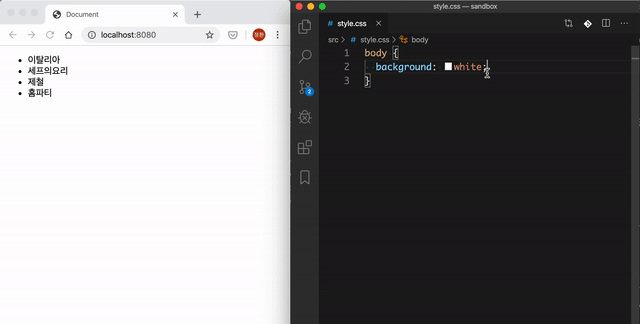 Document
localhost:8080
정환
이탈리아
세프의요리
제철
홈파티
style.css — sandbox
style.css
src > style.css > body
1 body {
2 background: white;
3 }
2